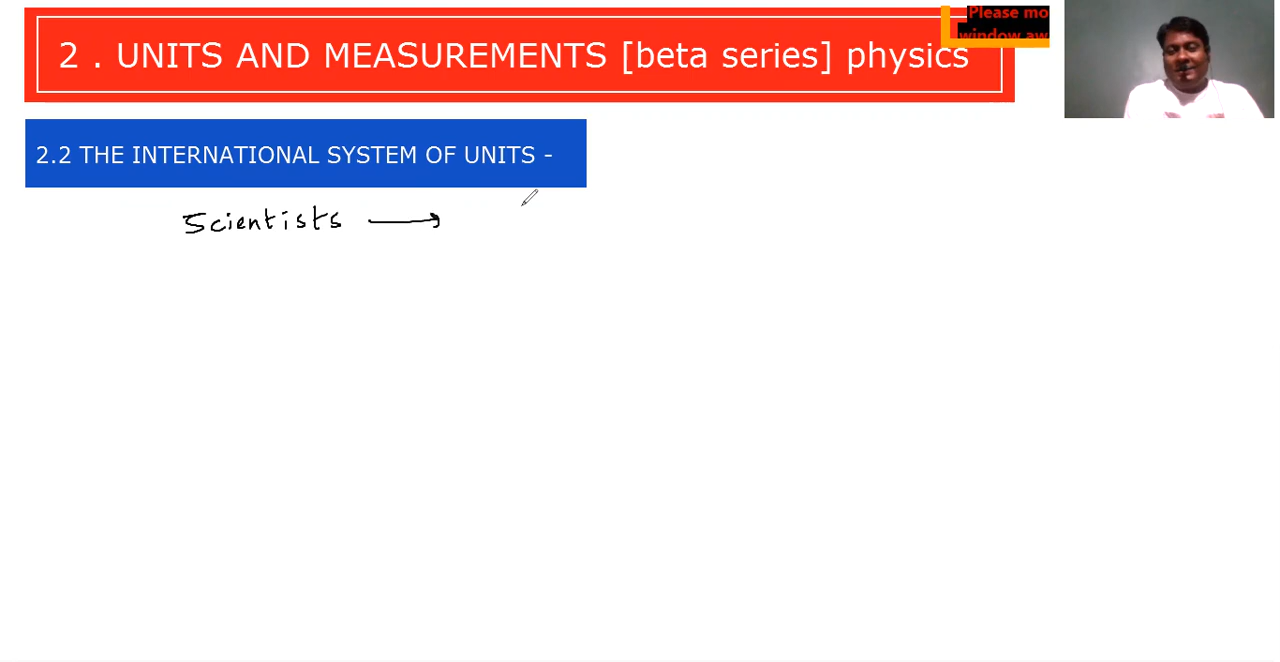 2 . UNITS AND MEASUREMENTS [beta series] physics
Please mo
window aw
2.2 THE INTERNATIONAL SYSTEM OF UNITS -
Scientists →